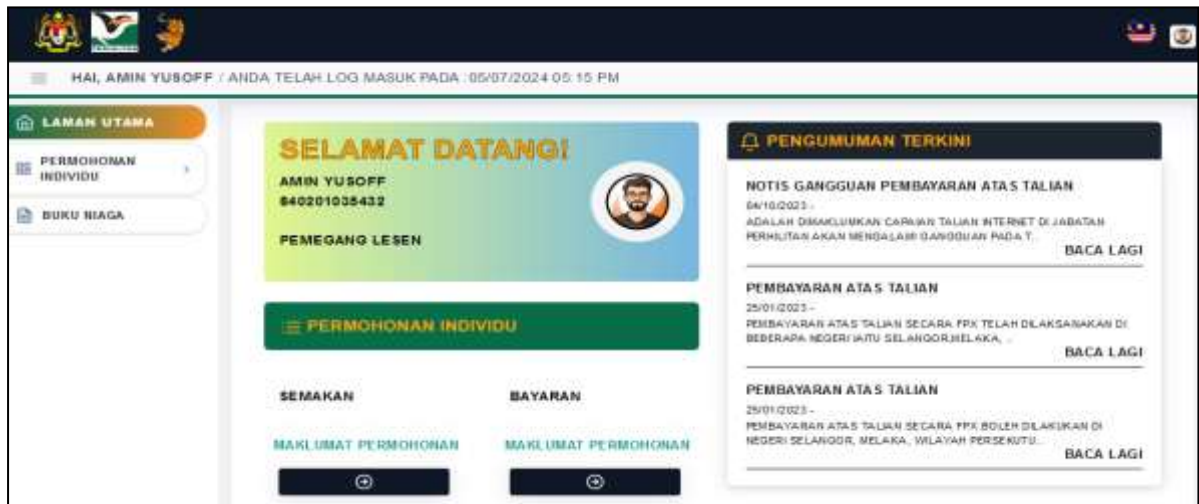 HAI, AMIN YUSOFF / ANDA TELAH LOG MASUK PADA : 05/07/2024 05:15 PM
LAMAN UTAMA
PERMOHONAN
INDIVIDU
BUKU NIAGA
SELAMAT DATANG!
AMIN YUSOFF
840201035432
PEMEGANG LESEN
PERMOHONAN INDIVIDU
SEMAKAN
BAYARAN
MAKLUMAT PERMOHONAN
MAKLUMAT PERMOHONAN
PENGUMUMAN TERKINI
NOTIS GANGGUAN PEMBAYARAN ATAS TALIAN
04/10/2023 -
ADALAH DIMAKLUMKAN CAPAIAN TALIAN INTERNET DI JABATAN
PERHILITAN AKAN MENGALAMI GANGGUAN PADA T..
BACA LAGI
PEMBAYARAN ATAS TALIAN
25/01/2023 -
PEMBAYARAN ATAS TALIAN SECARA FPX TELAH DILAKSANAKAN DI
BEBERAPA NEGERI IAITU SELANGOR,MELAKA, ..
BACA LAGI
PEMBAYARAN ATAS TALIAN
25/01/2023 -
PEMBAYARAN ATAS TALIAN SECARA FPX BOLEH DILAKUKAN DI
NEGERI SELANGOR, MELAKA, WILAYAH PERSEKUTU..
BACA LAGI